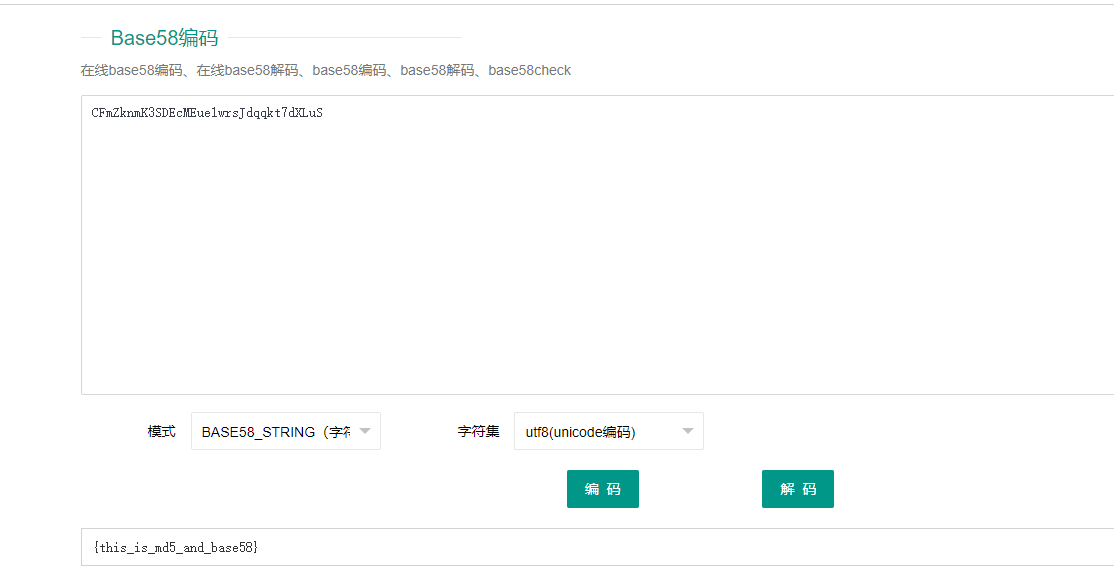 Base58编码
在线base58编码、在线base58解码、base58编码、base58解码、base58check
CFmZknmK3SDEcMEue1wrsJdqqkt7dXLuS
模式 BASE58_STRING（字符 字符集 utf8(unicode编码)
编 码 解 码
{this_is_md5_and_base58}